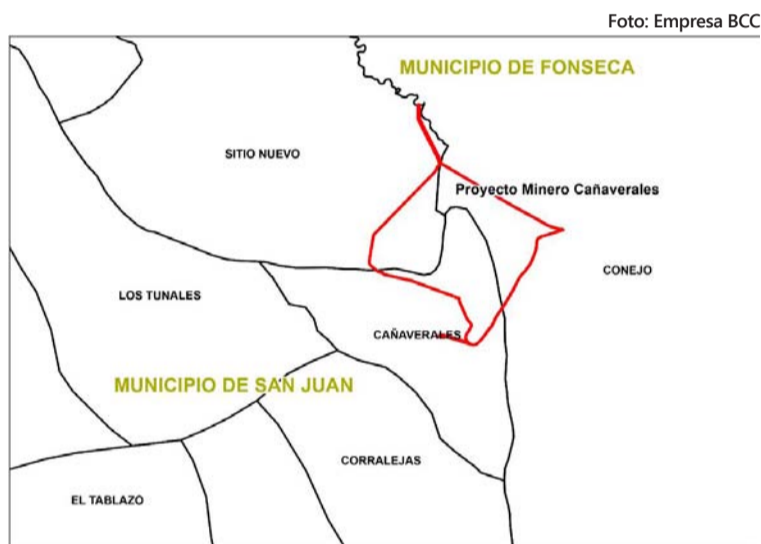 Foto: Empresa BCC
MUNICIPIO DE FONSECA
SITIO NUEVO
Proyecto Minero Cañaverales
CONEJO
LOS TUNALES
CAÑAVERALES
MUNICIPIO DE SAN JUAN
CORRALEJAS
EL TABLAZO